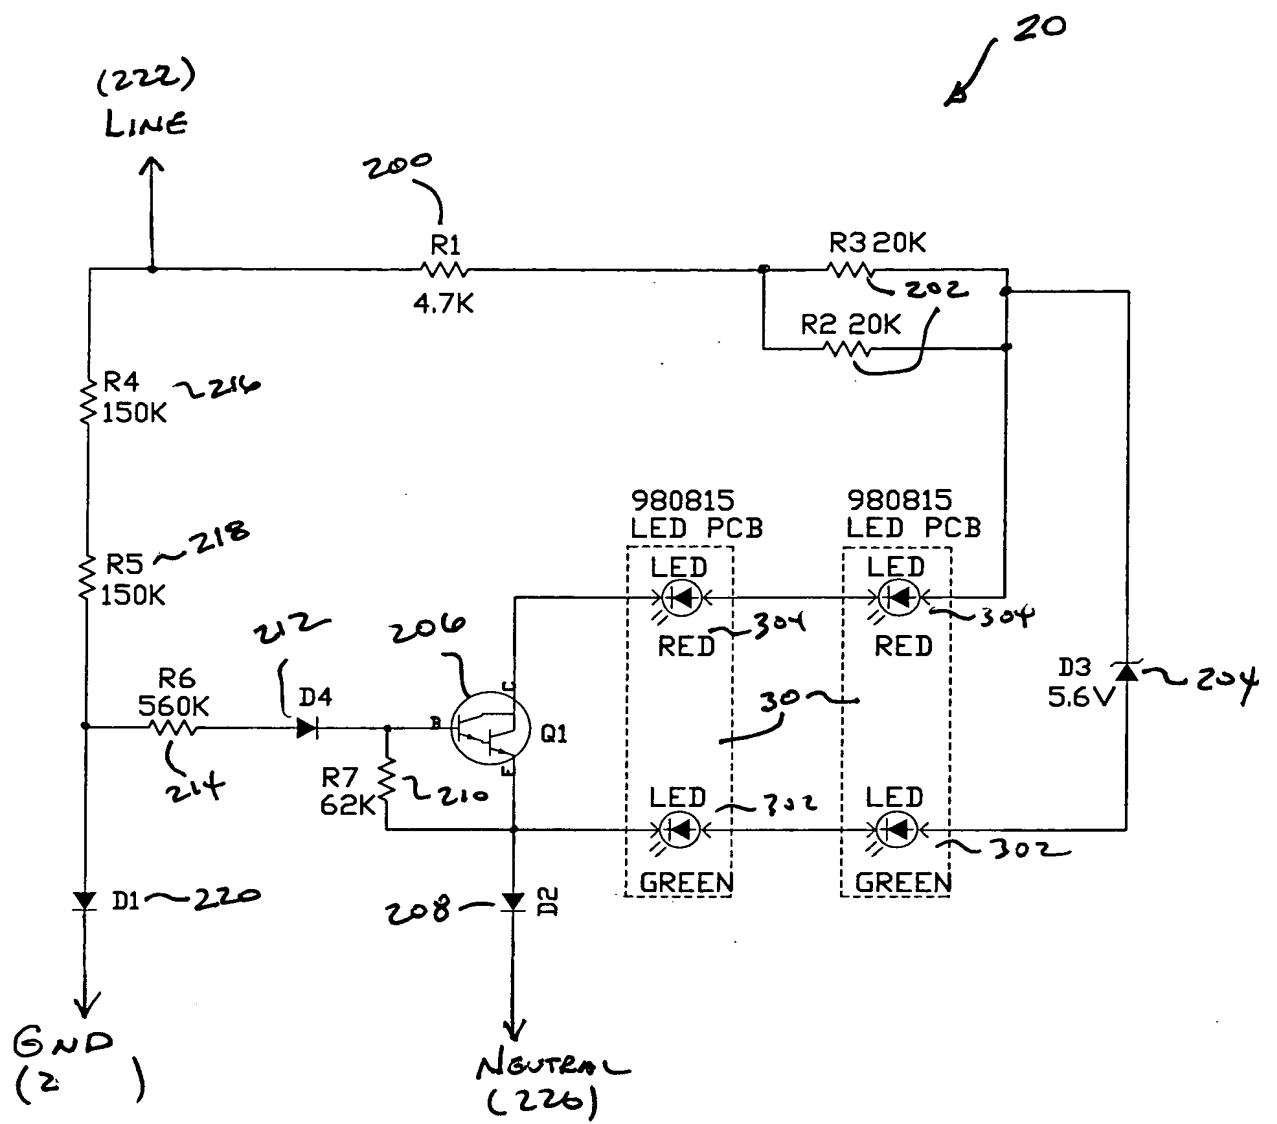 20
(222)
LINE
200
R1
4.7K
R3 20K
202
R2 20K
R4
150K
216
R5
150K
218
980815
LED PCB
980815
LED PCB
LED
LED
304
304
RED
RED
212
206
R6
560K
D4
C
B
Q1
E
30
D3
5.6V
204
214
R7
62K
210
LED
302
LED
302
GREEN
GREEN
D1
220
208
D2
GND
(2 )
NEUTRAL
(226)